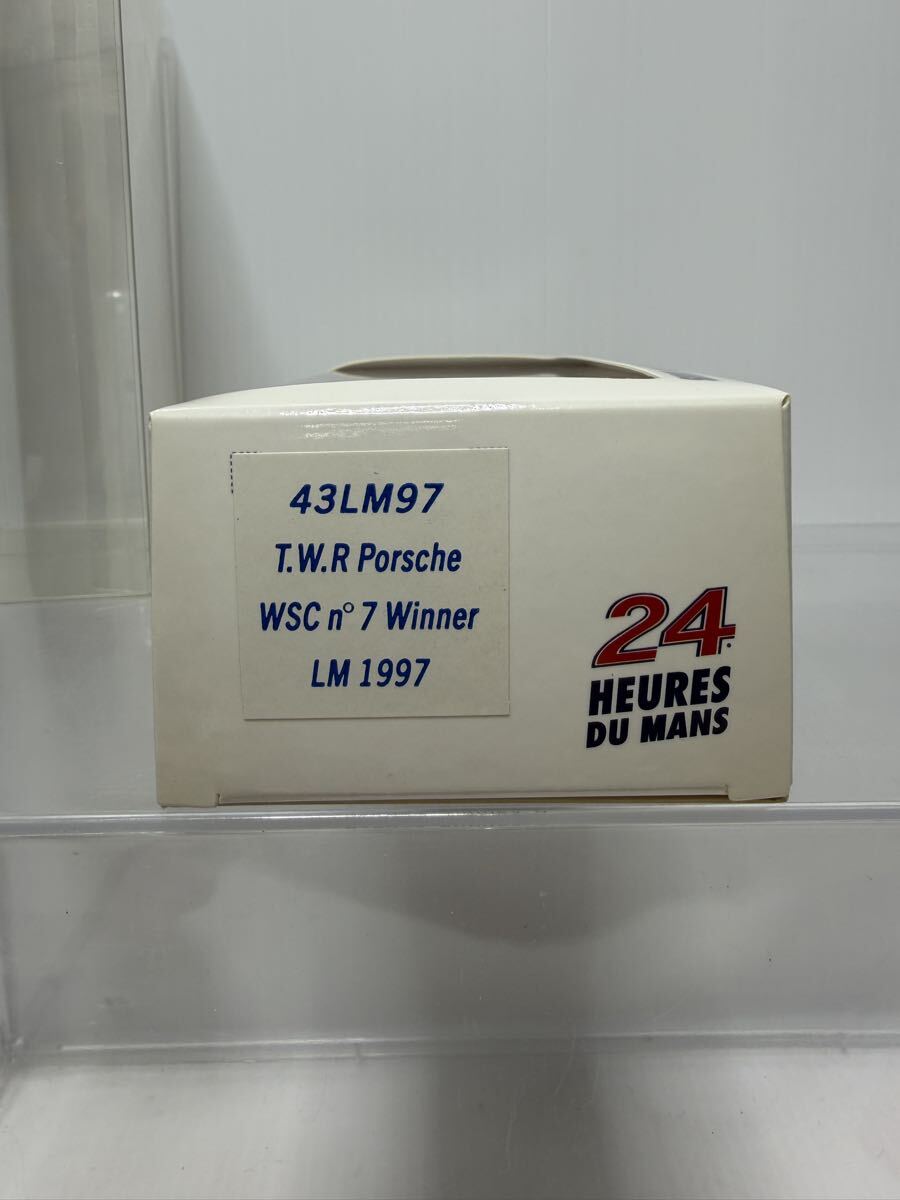 43LM97
T.W.R Porsche
WSC n° 7 Winner
LM 1997
24
HEURES
DU MANS